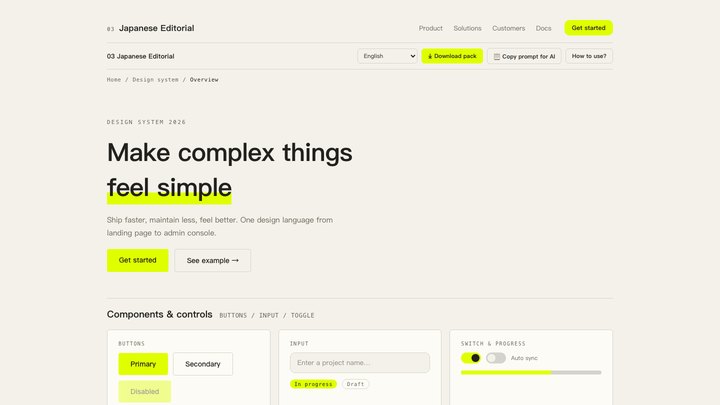 03 Japanese Editorial
Product Solutions Customers Docs Get started
03 Japanese Editorial
English Download pack Copy prompt for AI How to use?
Home / Design system / Overview
DESIGN SYSTEM 2026
Make complex things
feel simple
Ship faster, maintain less, feel better. One design language from
landing page to admin console.
Get started See example →
Components & controls BUTTONS / INPUT / TOGGLE
BUTTONS
Primary Secondary
Disabled
INPUT
Enter a project name...
In progress Draft
SWITCH & PROGRESS
Auto sync